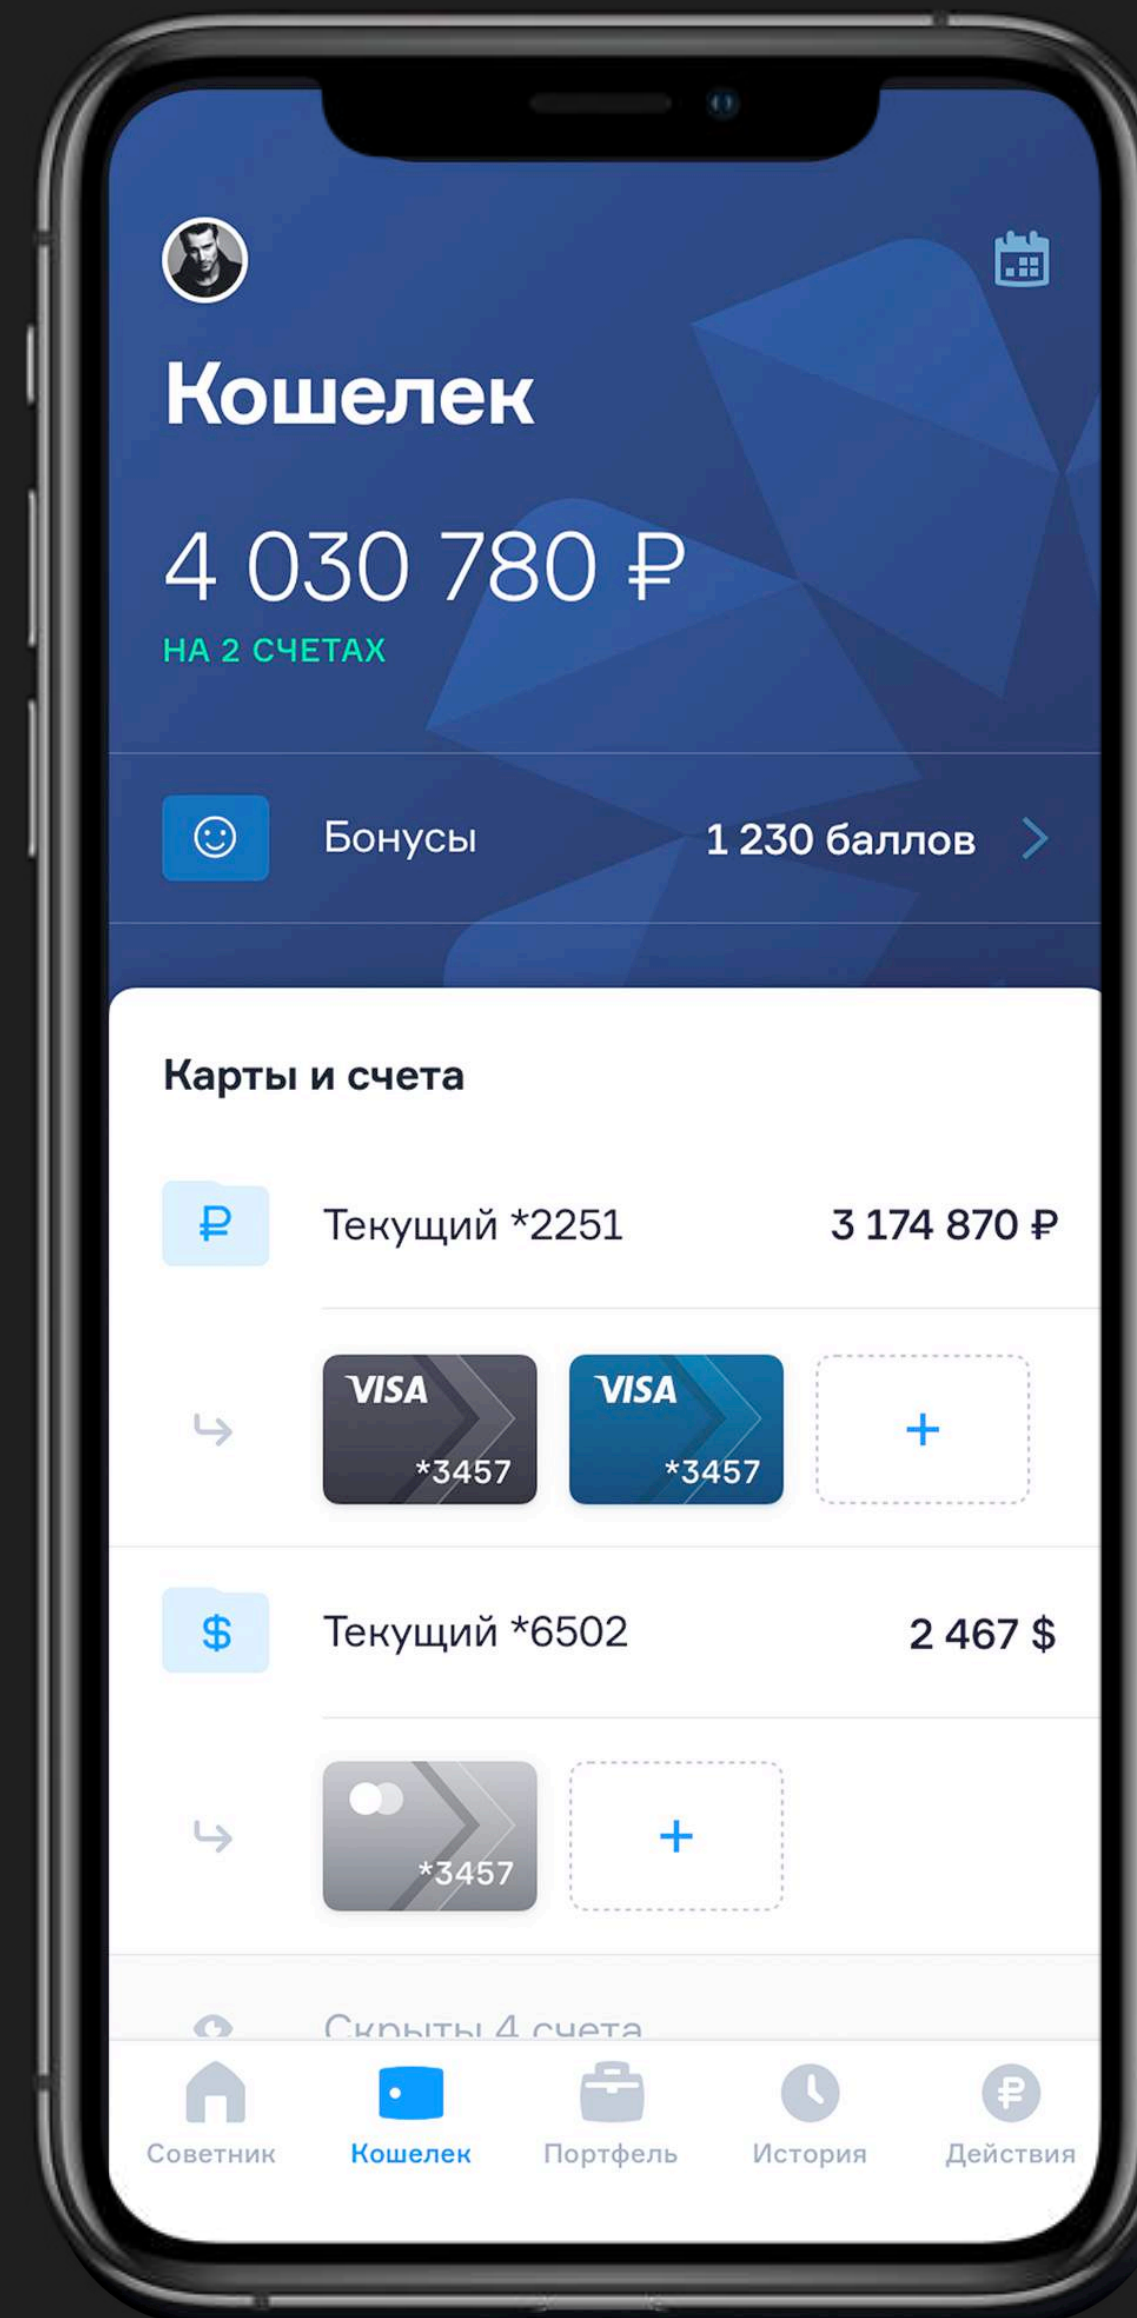 Кошелек
4 030 780 ₽
НА 2 СЧЕТАХ
Бонусы 1 230 баллов
Карты и счета
₽ Текущий *2251 3 174 870 ₽
VISA VISA
*3457 *3457
$ Текущий *6502 2 467 $
*3457
Скрыты 4 счета
Советник Кошелек Портфель История Действия